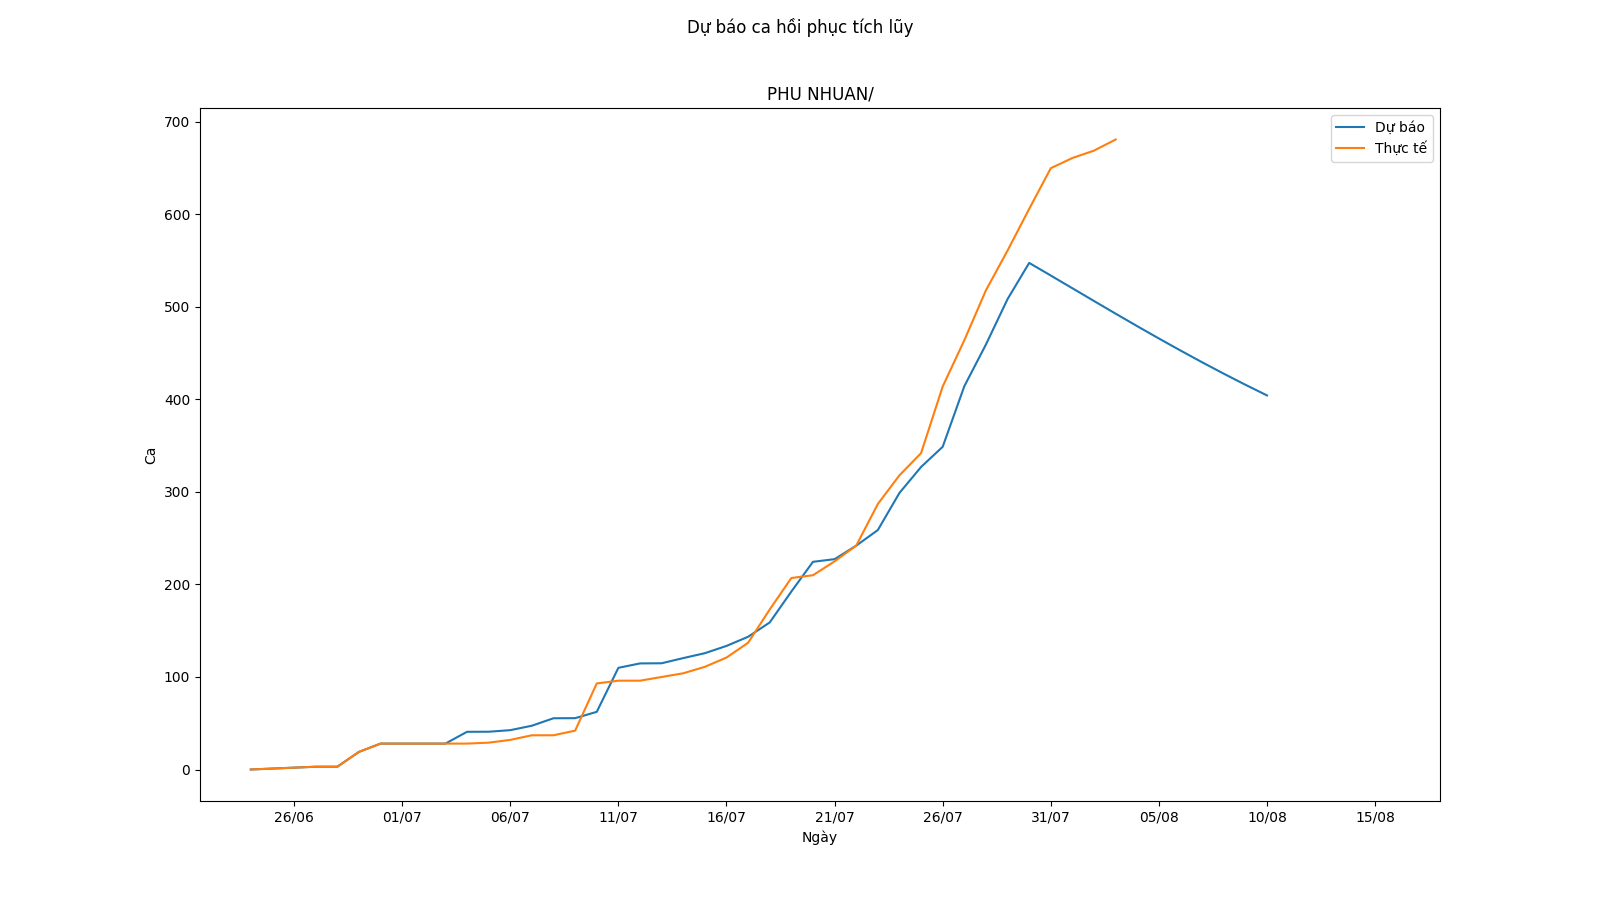 Dự báo ca hồi phục tích lũy
PHU NHUAN/
Dự báo
Thực tế
700
600
500
400
300
200
100
0
Ca
26/06 01/07 06/07 11/07 16/07 21/07 26/07 31/07 05/08 10/08 15/08
Ngày